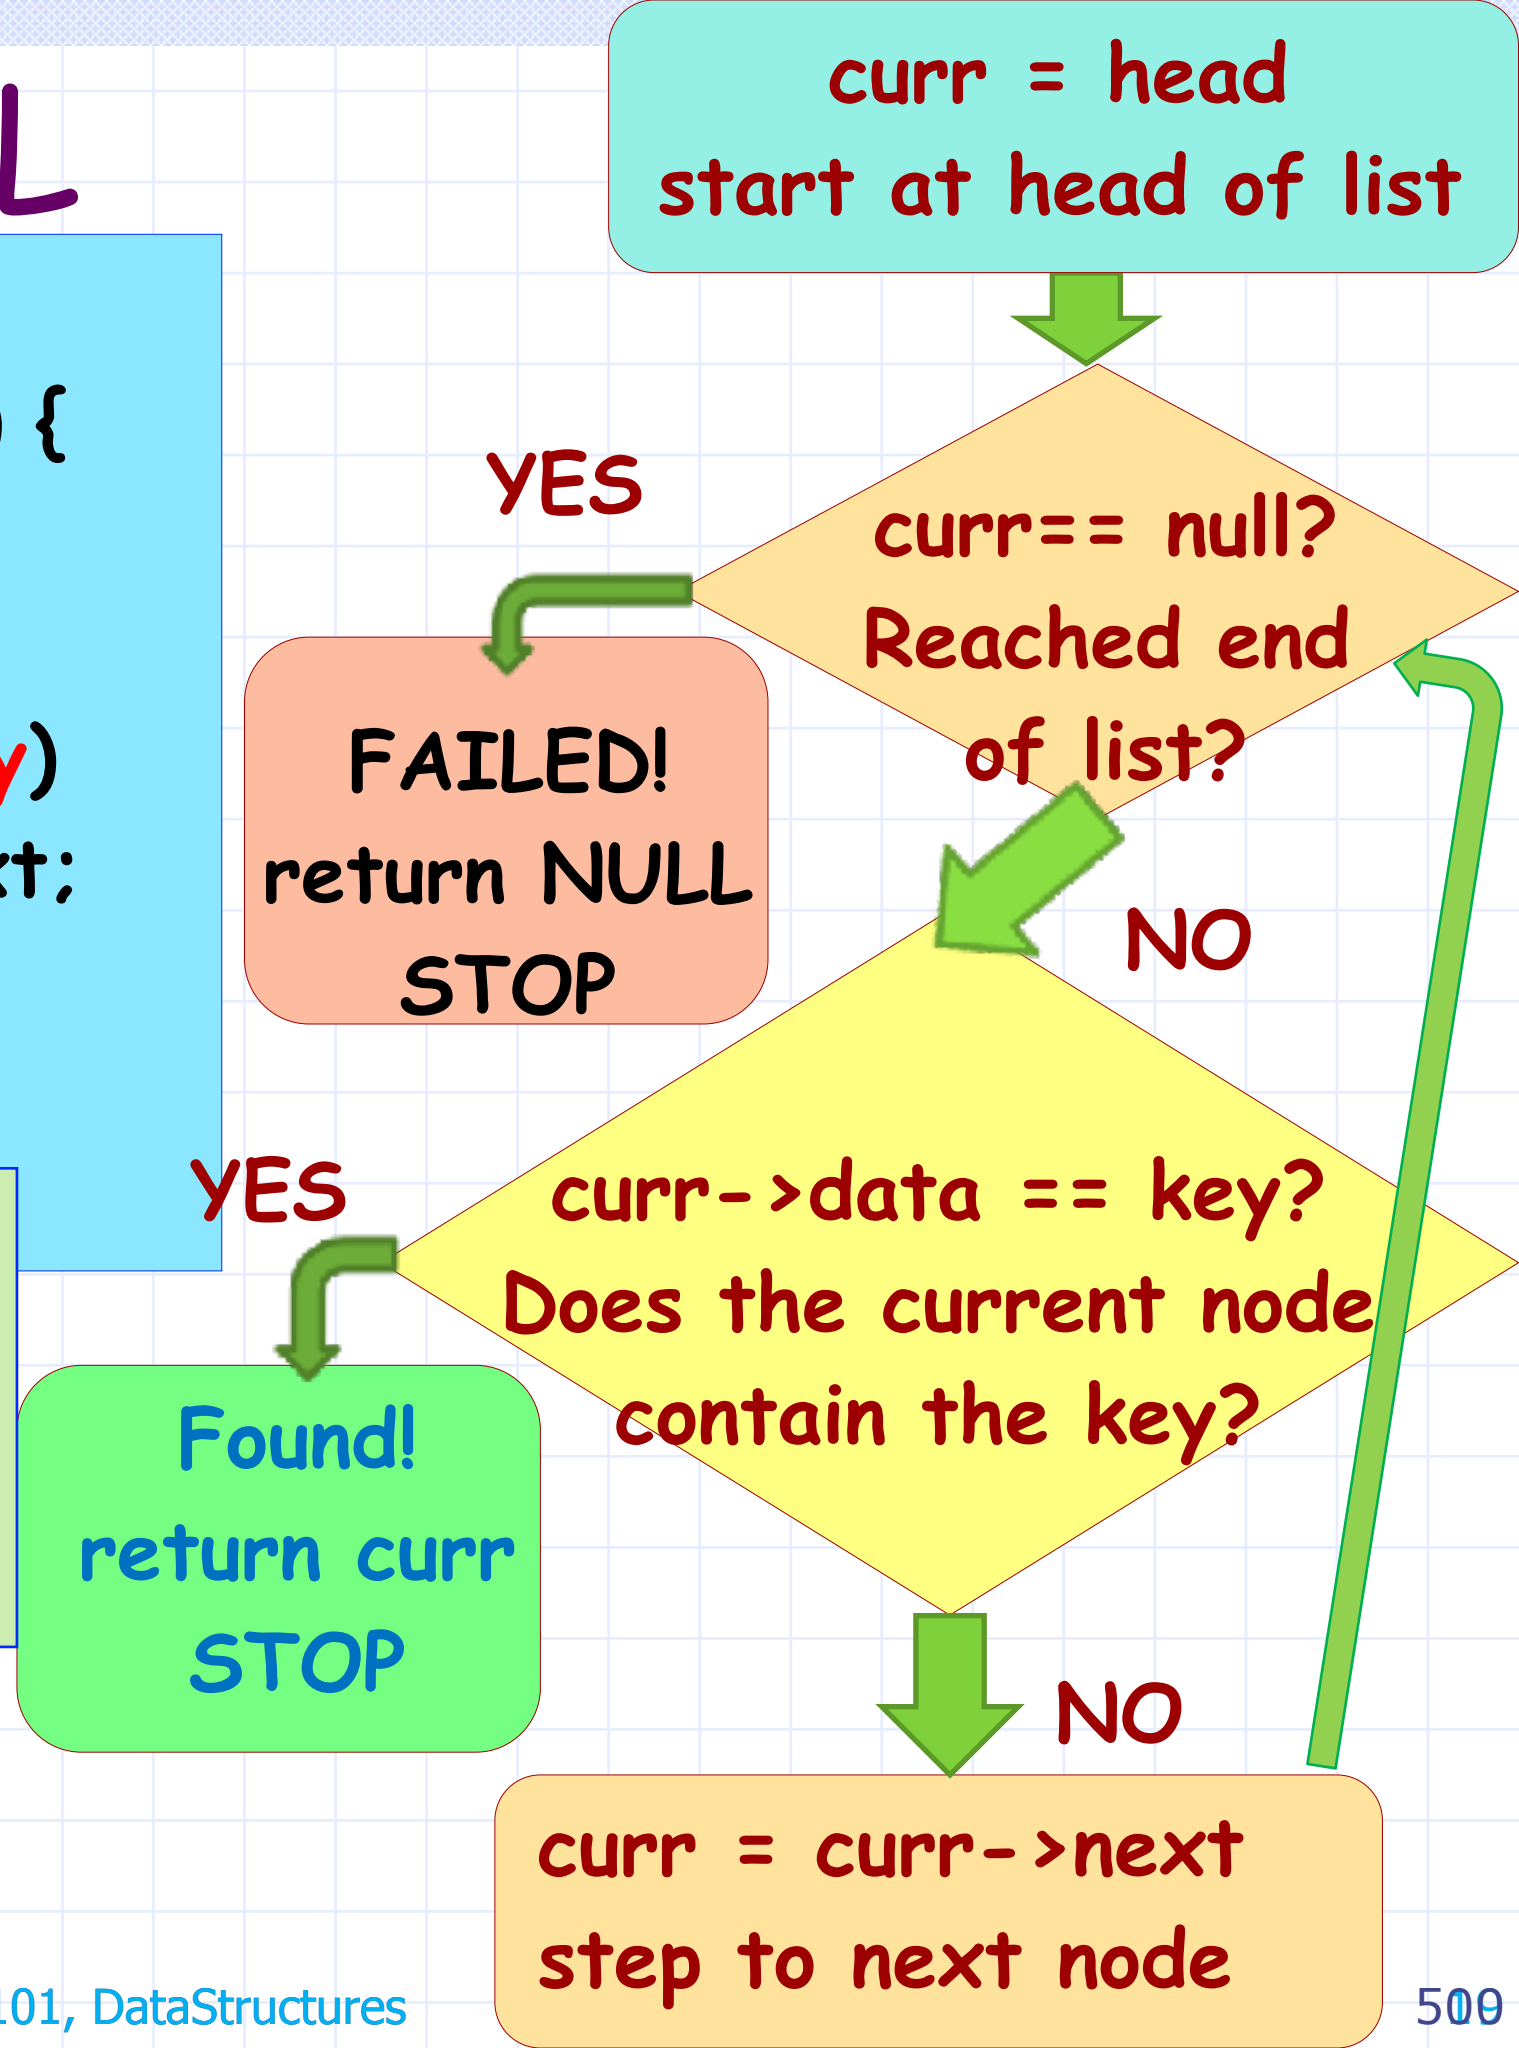 L
curr = head
start at head of list
) {
YES
curr== null?
Reached end
of list?
y)
xt;
FAILED!
return NULL
STOP
NO
YES
curr->data == key?
Does the current node
contain the key?
Found!
return curr
STOP
NO
curr = curr->next
step to next node
101, DataStructures